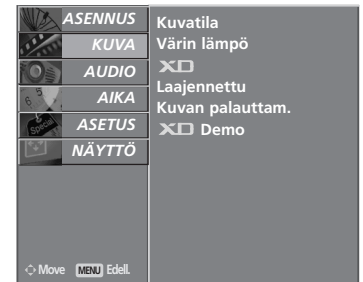 ASENNUS
KUVA
AUDIO
AIKA
ASETUS
NÄYTTÖ
Move MENU Edell.
Kuvatila
Värin lämpö
XD
Laajennettu
Kuvan palauttam.
XD Demo